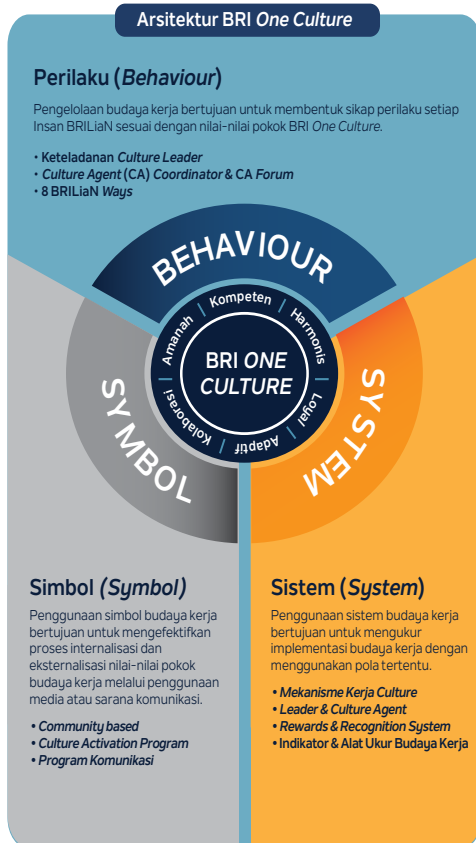 Arsitektur BRI One Culture
Perilaku (Behaviour)
Pengelolaan budaya kerja bertujuan untuk membentuk sikap perilaku setiap
Insan BRILiaN sesuai dengan nilai-nilai pokok BRI One Culture.
• Keteladanan Culture Leader
• Culture Agent (CA) Coordinator & CA Forum
• 8 BRILiaN Ways
BEHAVIOUR
SYMBOL
SYSTEM
Amanah | Kompeten | Harmonis | Loyal | Adaptif | Kolaborasi |
BRI ONE
CULTURE
Simbol (Symbol)
Penggunaan simbol budaya kerja
bertujuan untuk mengefektifkan
proses internalisasi dan
eksternalisasi nilai-nilai pokok
budaya kerja melalui penggunaan
media atau sarana komunikasi.
• Community based
• Culture Activation Program
• Program Komunikasi
Sistem (System)
Penggunaan sistem budaya kerja
bertujuan untuk mengukur
implementasi budaya kerja dengan
menggunakan pola tertentu.
• Mekanisme Kerja Culture
• Leader & Culture Agent
• Rewards & Recognition System
• Indikator & Alat Ukur Budaya Kerja